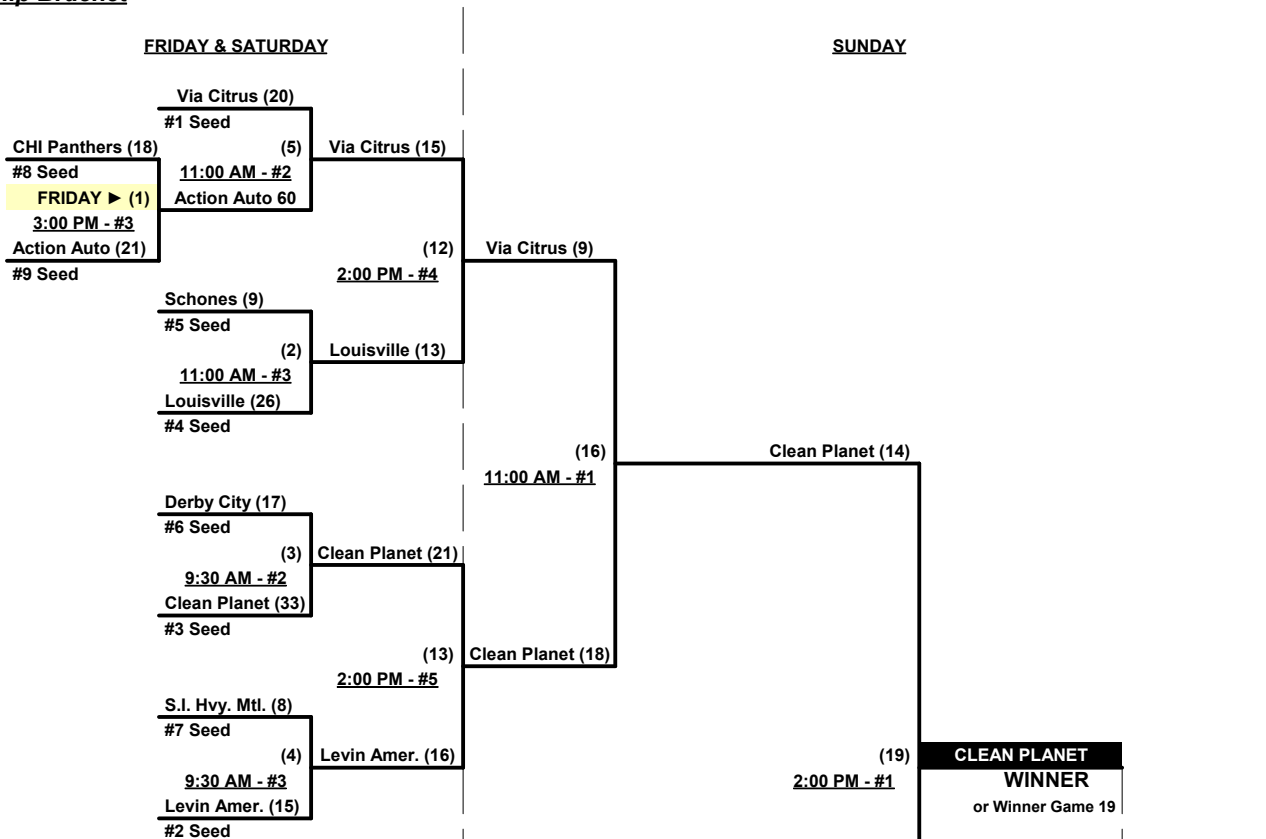 FRIDAY & SATURDAY
SUNDAY
Via Citrus (20)
#1 Seed
CHI Panthers (18)
(5)
Via Citrus (15)
#8 Seed
11:00 AM - #2
FRIDAY ► (1)
Action Auto 60
3:00 PM - #3
Action Auto (21)
(12)
Via Citrus (9)
#9 Seed
2:00 PM - #4
Schones (9)
#5 Seed
(2)
Louisville (13)
11:00 AM - #3
Louisville (26)
#4 Seed
(16)
Clean Planet (14)
11:00 AM - #1
Derby City (17)
#6 Seed
(3)
Clean Planet (21)
9:30 AM - #2
Clean Planet (33)
#3 Seed
(13)
Clean Planet (18)
2:00 PM - #5
S.I. Hvy. Mtl. (8)
#7 Seed
(4)
Levin Amer. (16)
(19)
CLEAN PLANET
9:30 AM - #3
2:00 PM - #1
WINNER
Levin Amer. (15)
or Winner Game 19
#2 Seed